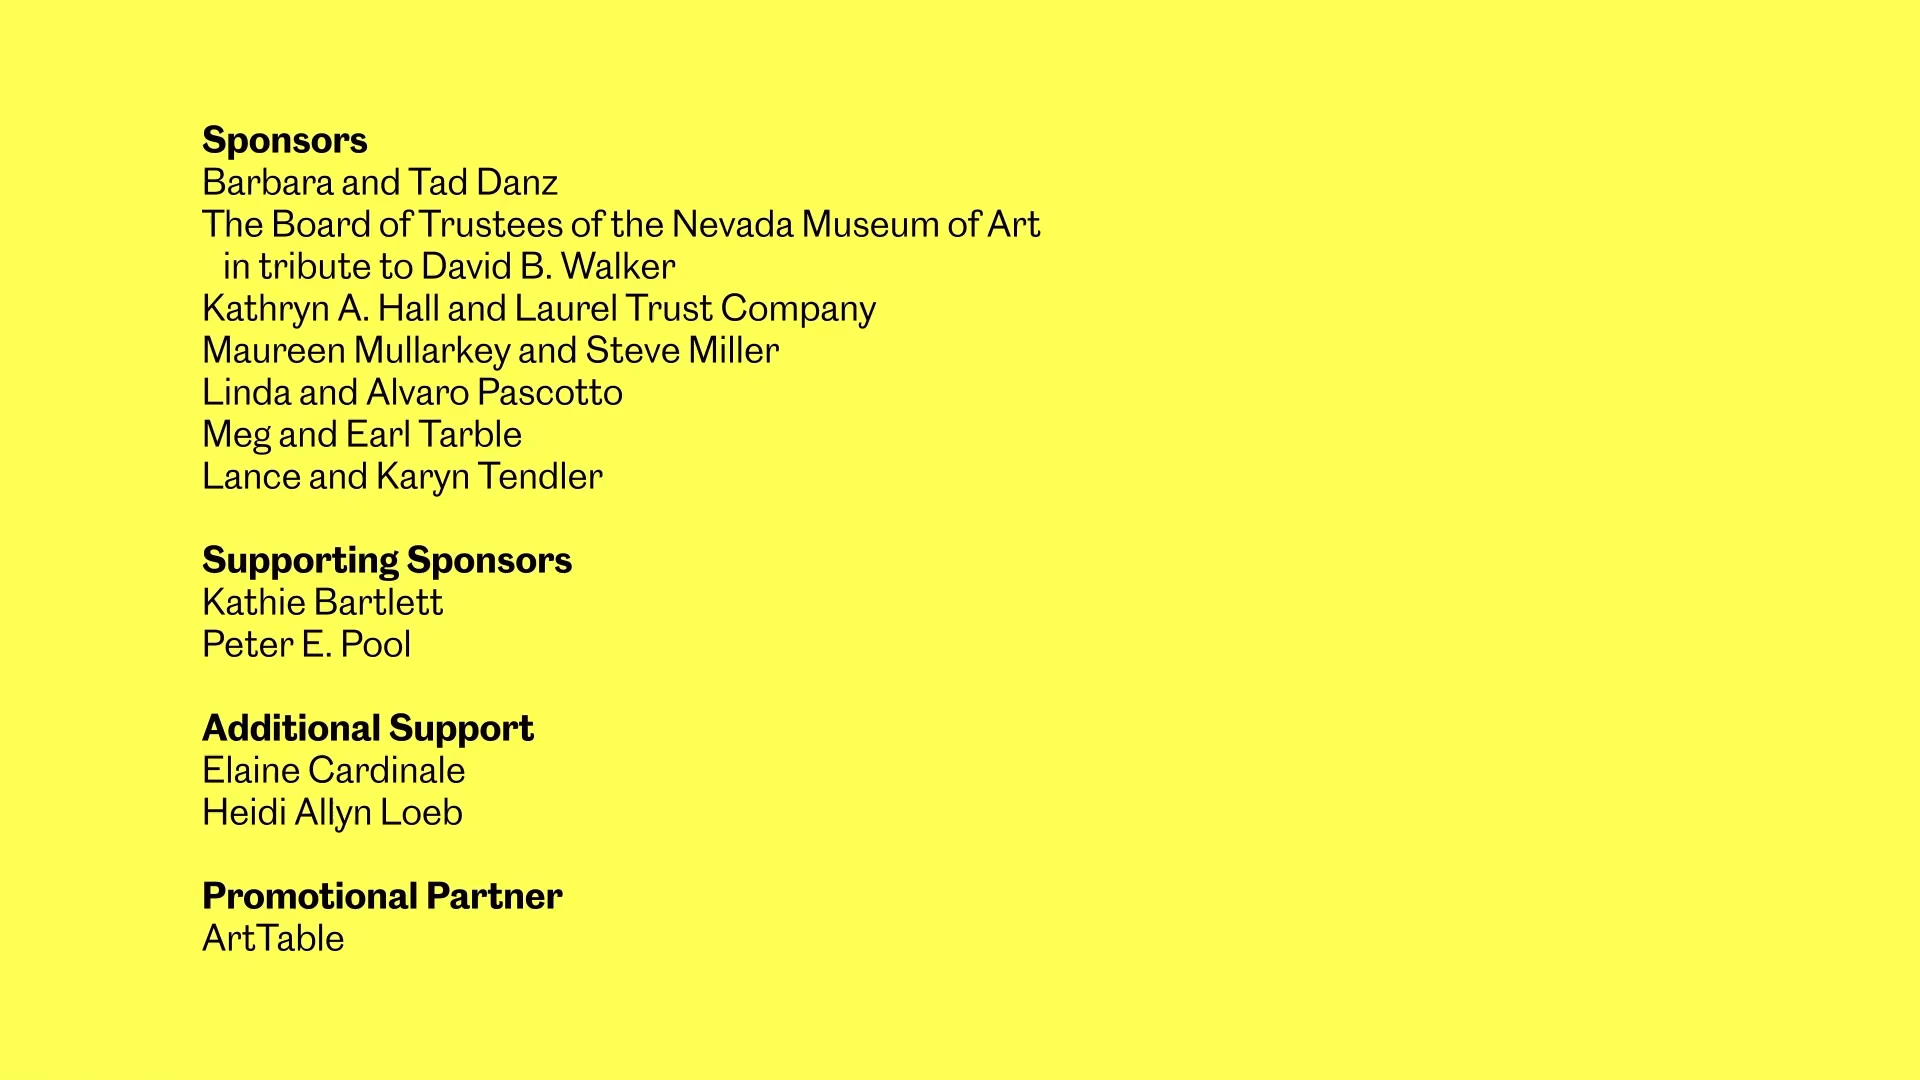 Sponsors
Barbara and Tad Danz
The Board of Trustees of the Nevada Museum of Art
in tribute to David B. Walker
Kathryn A. Hall and Laurel Trust Company
Maureen Mullarkey and Steve Miller
Linda and Alvaro Pascotto
Meg and Earl Tarble
Lance and Karyn Tendler
Supporting Sponsors
Kathie Bartlett
Peter E. Pool
Additional Support
Elaine Cardinale
Heidi Allyn Loeb
Promotional Partner
ArtTable